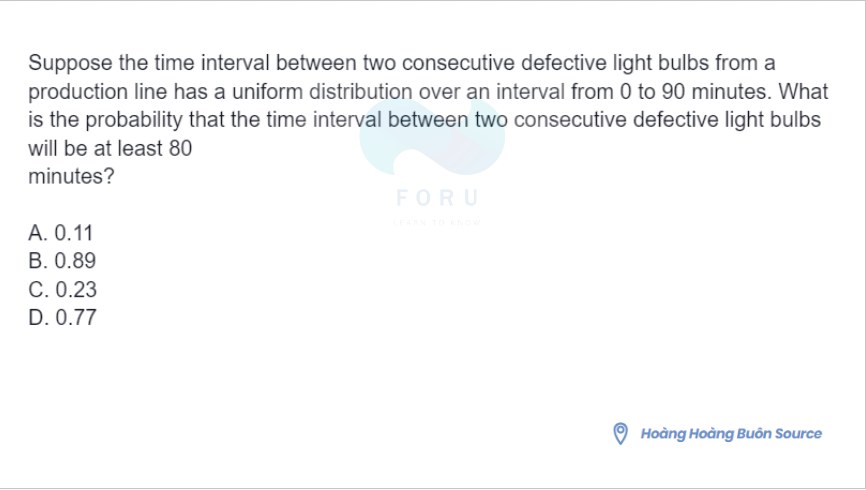 Suppose the time interval between two consecutive defective light bulbs from a
production line has a uniform distribution over an interval from 0 to 90 minutes. What
is the probability that the time interval between two consecutive defective light bulbs
will be at least 80
minutes?
FORU
A. 0.11
B. 0.89
C. 0.23
D. 0.77
Hoàng Hoàng Buôn Source